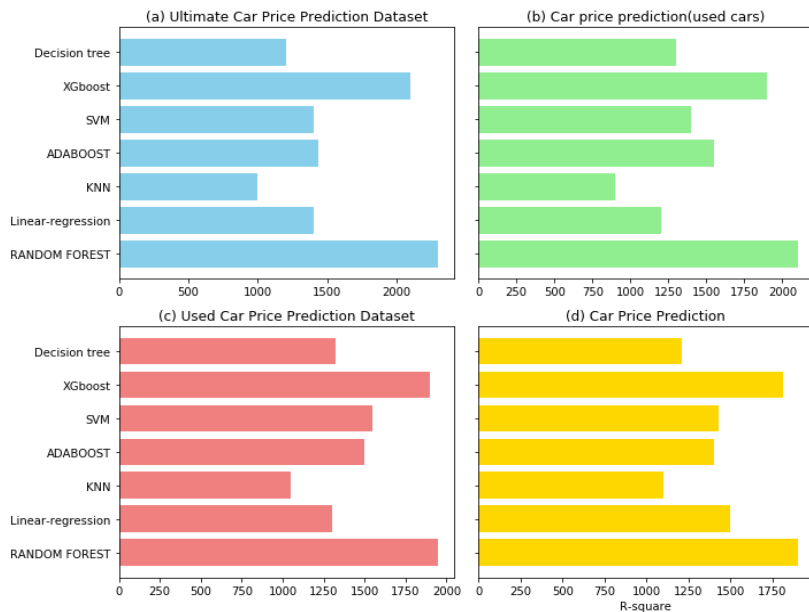 (a) Ultimate Car Price Prediction Dataset
Decision tree
XGboost
SVM
ADABOOST
KNN
Linear-regression
RANDOM FOREST
0 500 1000 1500 2000
(b) Car price prediction(used cars)
0 250 500 750 1000 1250 1500 1750 2000
(c) Used Car Price Prediction Dataset
Decision tree
XGboost
SVM
ADABOOST
KNN
Linear-regression
RANDOM FOREST
0 250 500 750 1000 1250 1500 1750 2000
(d) Car Price Prediction
0 250 500 750 1000 1250 1500 1750
R-square